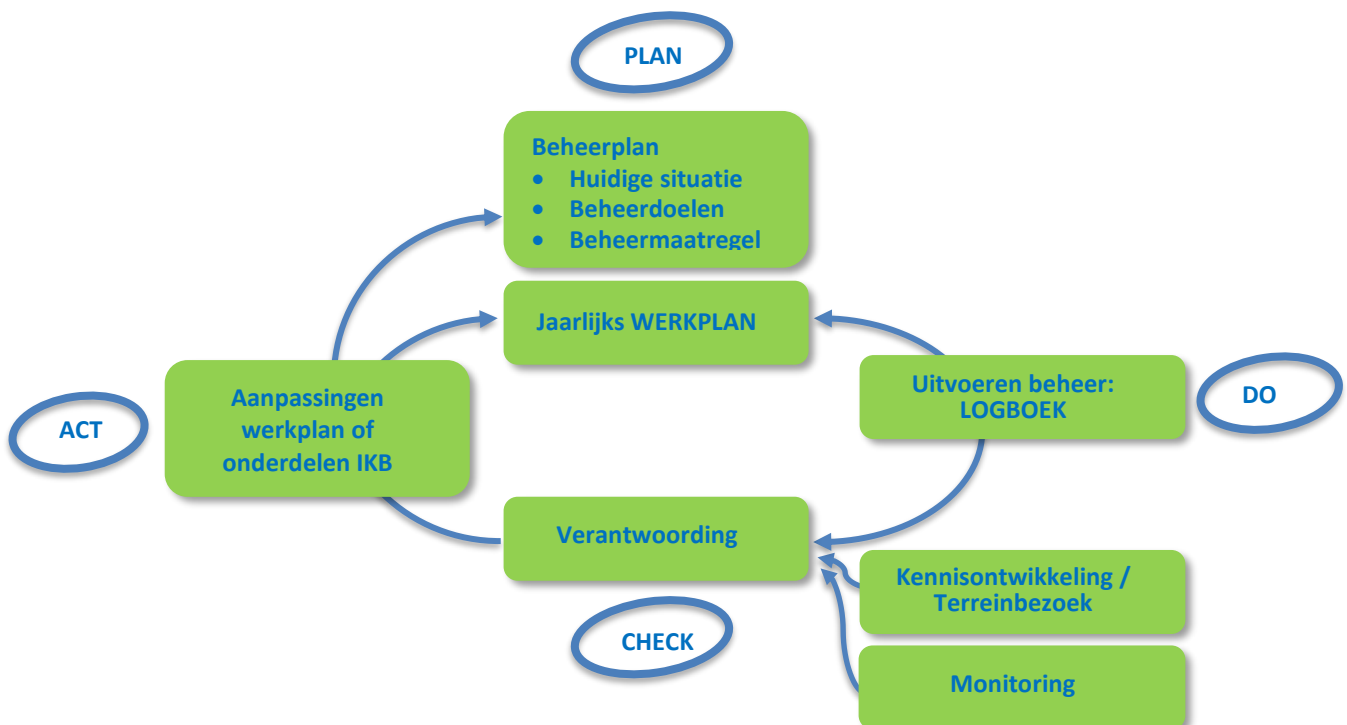 PLAN
Beheerplan
• Huidige situatie
• Beheerdoelen
• Beheermaatregel
Jaarlijks WERKPLAN
Uitvoeren beheer:
LOGBOEK
DO
Aanpassingen
werkplan of
onderdelen IKB
ACT
Verantwoording
Kennisontwikkeling /
Terreinbezoek
CHECK
Monitoring